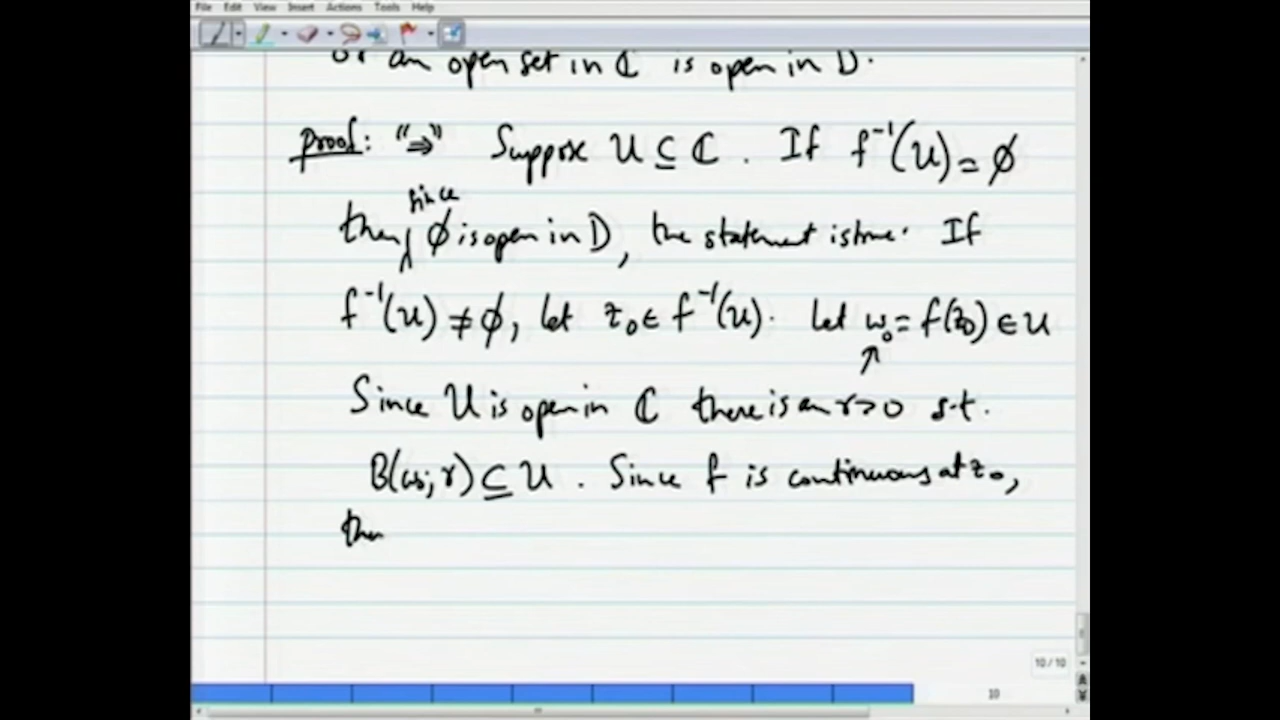 File Edit View Insert Actions Tools Help
or an open set in ℂ is open in D.
Proof: "⇒" Suppose U ⊆ ℂ. If f⁻¹(U) = ∅
since
then, ∅ is open in D, the statement is true. If
f⁻¹(U) ≠ ∅, let z₀ ∈ f⁻¹(U). Let w₀ = f(z₀) ∈ U
Since U is open in ℂ there is an r>0 s.t.
B(w₀; r) ⊆ U. Since f is continuous at z₀,
then
10/10
10